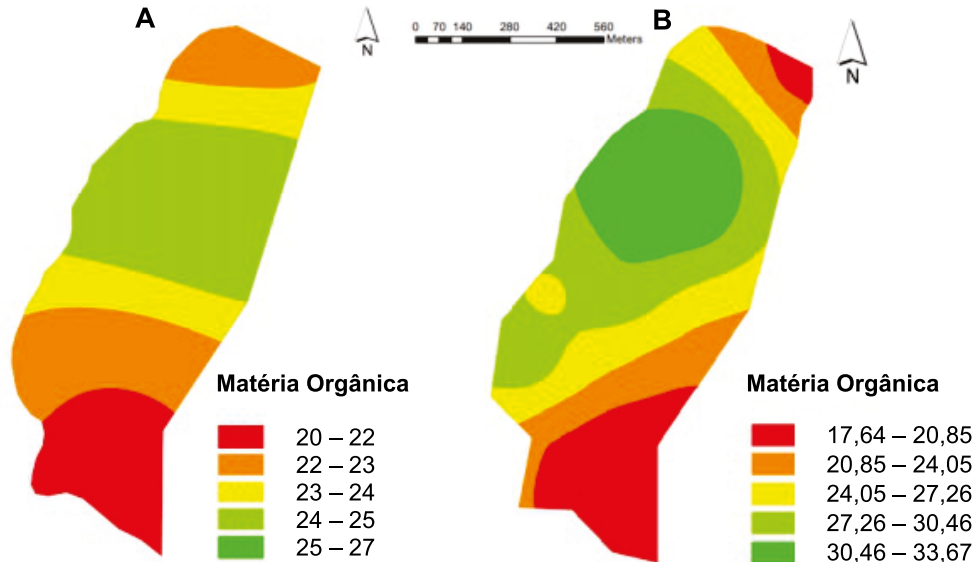 A
N
0 70 140 280 420 560
Meters
B
N
Matéria Orgânica
20 – 22
22 – 23
23 – 24
24 – 25
25 – 27
Matéria Orgânica
17,64 – 20,85
20,85 – 24,05
24,05 – 27,26
27,26 – 30,46
30,46 – 33,67